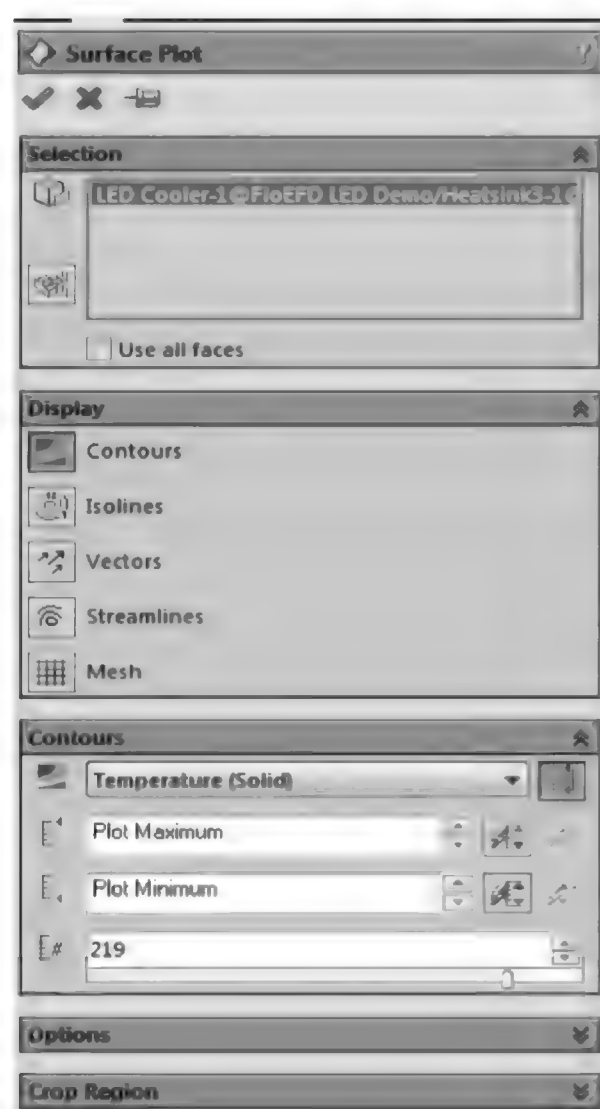 Surface Plot
Selection
LED Cooler-1@FloEFD LED Demo/Heatsink3-1@
Use all faces
Display
Contours
Isolines
Vectors
Streamlines
Mesh
Contours
Temperature (Solid)
Plot Maximum
Plot Minimum
219
Options
Crop Region